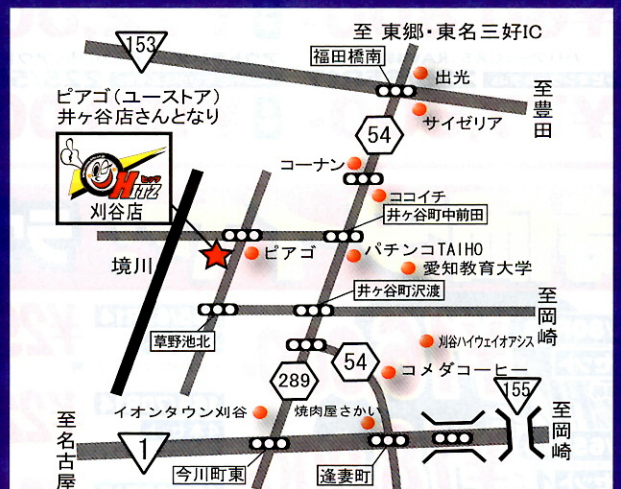 至 東郷・東名三好IC
153
福田橋南
出光
至豊田
ピアゴ（ユーストア）
井ヶ谷店さんとなり
サイゼリア
54
Hitz
ヒッツ
刈谷店
コーナン
ココイチ
井ヶ谷町中前田
境川
ピアゴ
パチンコTAIHO
愛知教育大学
井ヶ谷町沢渡
至岡崎
草野池北
刈谷ハイウェイオアシス
54
289
コメダコーヒー
155
イオンタウン刈谷
焼肉屋さかい
至岡崎
至名古屋
1
今川町東
逢妻町